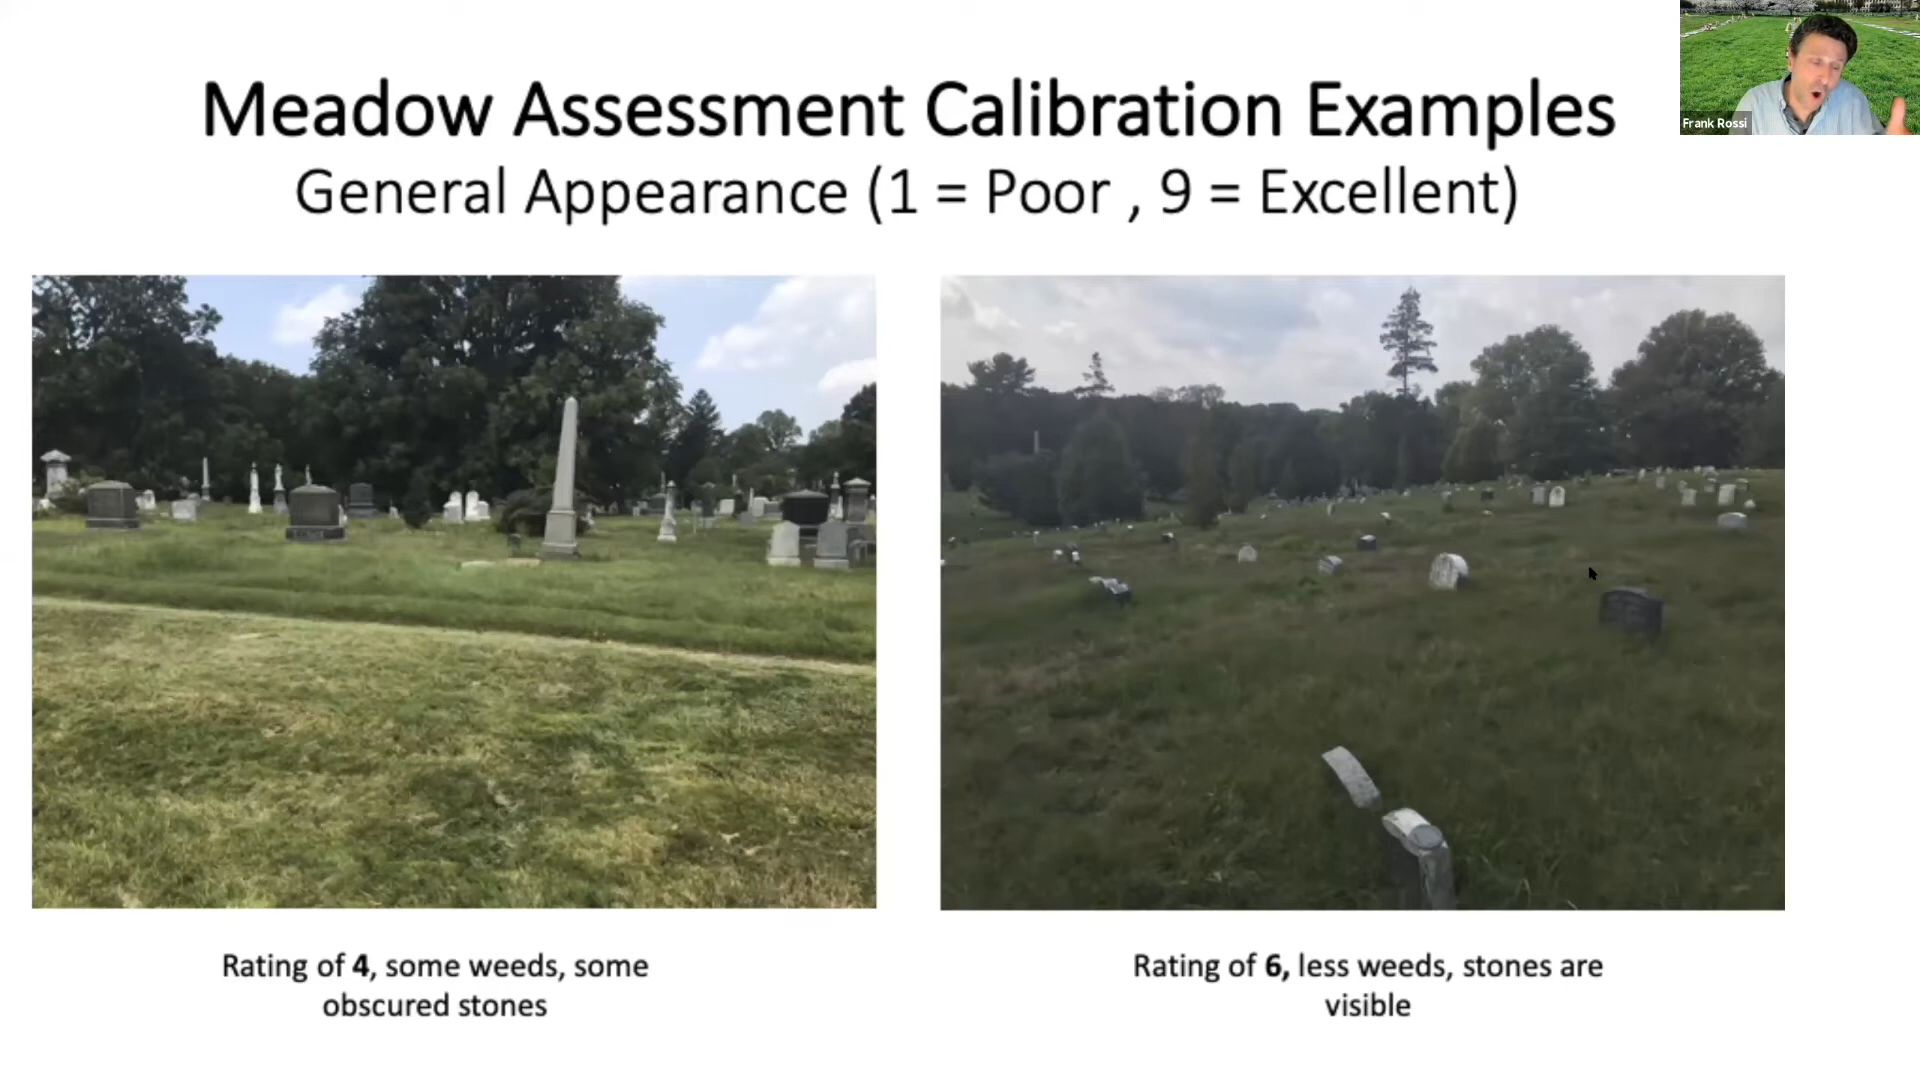 Meadow Assessment Calibration Examples
General Appearance (1 = Poor , 9 = Excellent)
Frank Rossi
Rating of 4, some weeds, some
obscured stones
Rating of 6, less weeds, stones are
visible